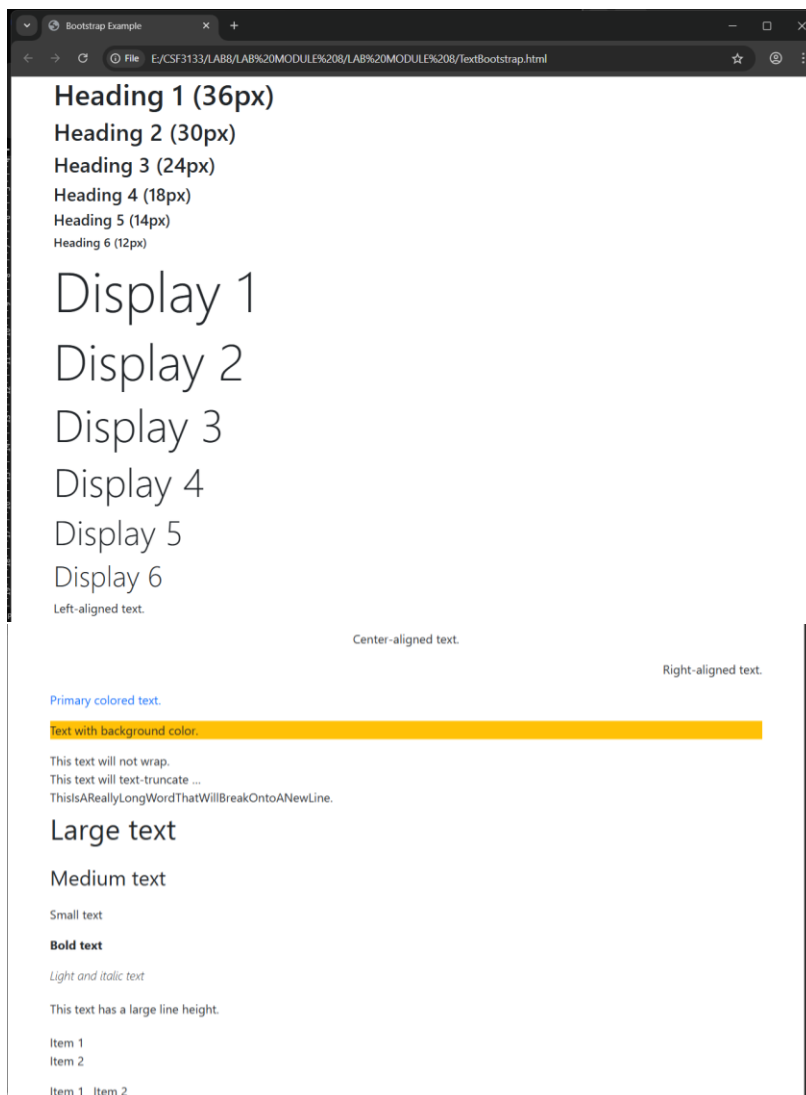 Bootstrap Example
File E:/CSF3133/LAB8/LAB%20MODULE%208/LAB%20MODULE%208/TextBootstrap.html
Heading 1 (36px)
Heading 2 (30px)
Heading 3 (24px)
Heading 4 (18px)
Heading 5 (14px)
Heading 6 (12px)
Display 1
Display 2
Display 3
Display 4
Display 5
Display 6
Left-aligned text.
Center-aligned text.
Right-aligned text.
Primary colored text.
Text with background color.
This text will not wrap.
This text will text-truncate ...
ThisIsAReallyLongWordThatWillBreakOntoANewLine.
Large text
Medium text
Small text
Bold text
Light and italic text
This text has a large line height.
Item 1
Item 2
Item 1 Item 2